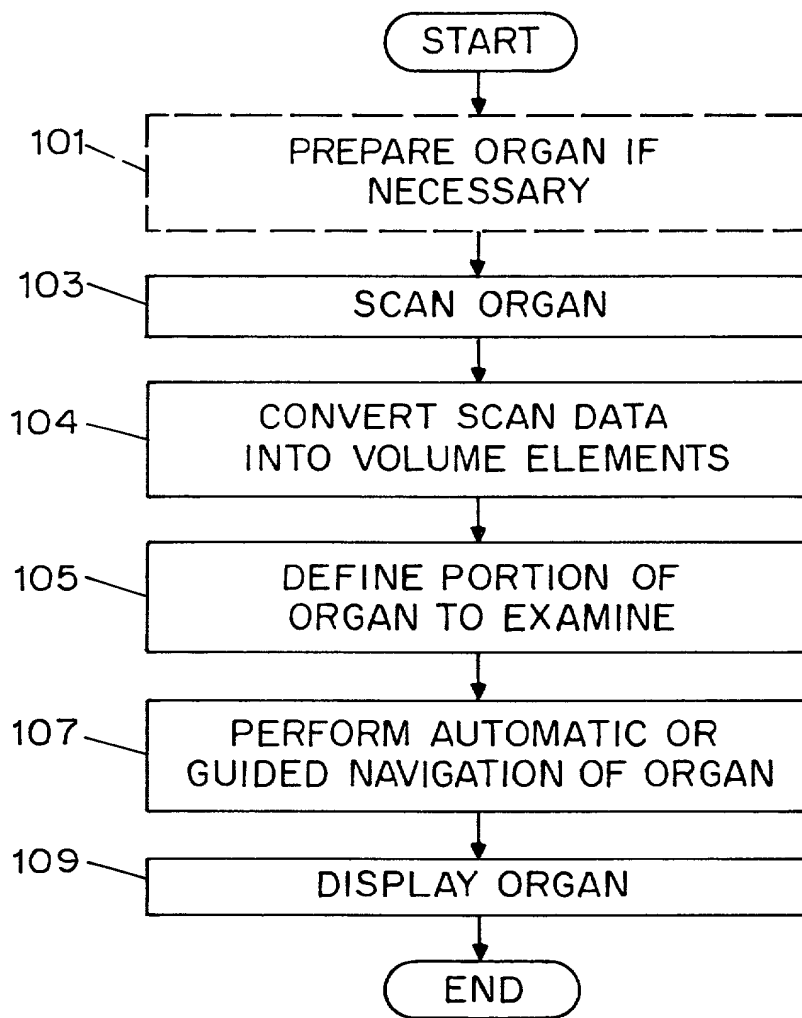 START
101
PREPARE ORGAN IF
NECESSARY
103
SCAN ORGAN
104
CONVERT SCAN DATA
INTO VOLUME ELEMENTS
105
DEFINE PORTION OF
ORGAN TO EXAMINE
107
PERFORM AUTOMATIC OR
GUIDED NAVIGATION OF ORGAN
109
DISPLAY ORGAN
END